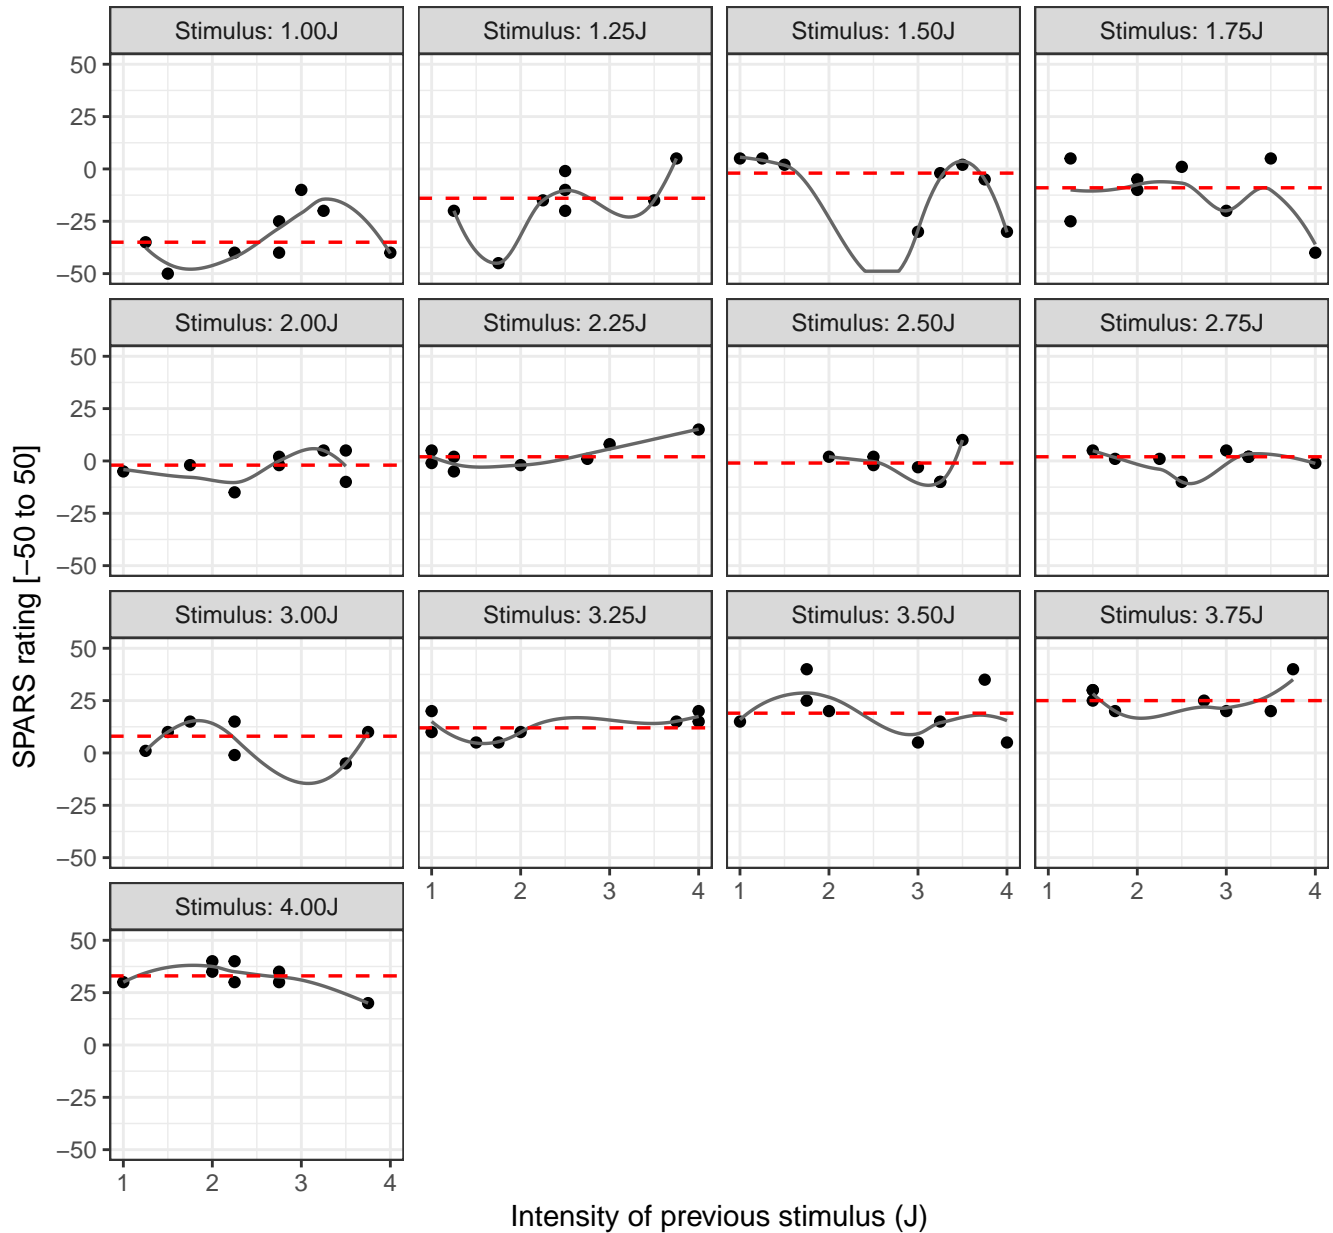 Stimulus: 1.00J Stimulus: 1.25J Stimulus: 1.50J Stimulus: 1.75J
50
25
0
−25
−50
Stimulus: 2.00J Stimulus: 2.25J Stimulus: 2.50J Stimulus: 2.75J
50
25
0
−25
−50
SPARS rating [−50 to 50]
Stimulus: 3.00J Stimulus: 3.25J Stimulus: 3.50J Stimulus: 3.75J
50
25
0
−25
−50
1 2 3 4 1 2 3 4 1 2 3 4
Stimulus: 4.00J
50
25
0
−25
−50
1 2 3 4
Intensity of previous stimulus (J)